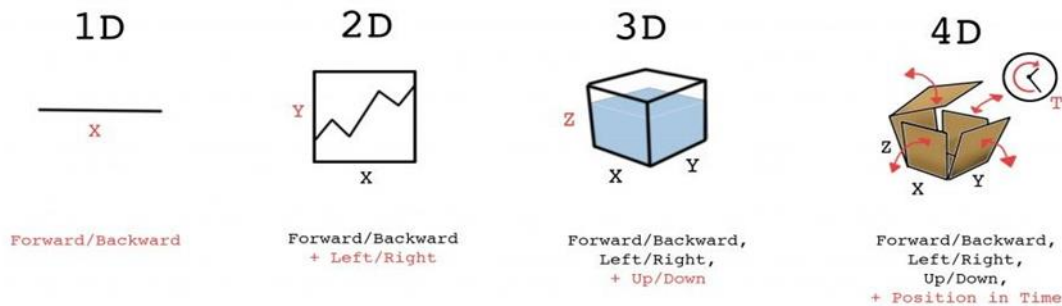 1D
X
Forward/Backward
2D
Y
X
Forward/Backward
+ Left/Right
3D
Z
X
Y
Forward/Backward,
Left/Right,
+ Up/Down
4D
T
Z
X
Y
Forward/Backward,
Left/Right,
Up/Down,
+ Position in Time